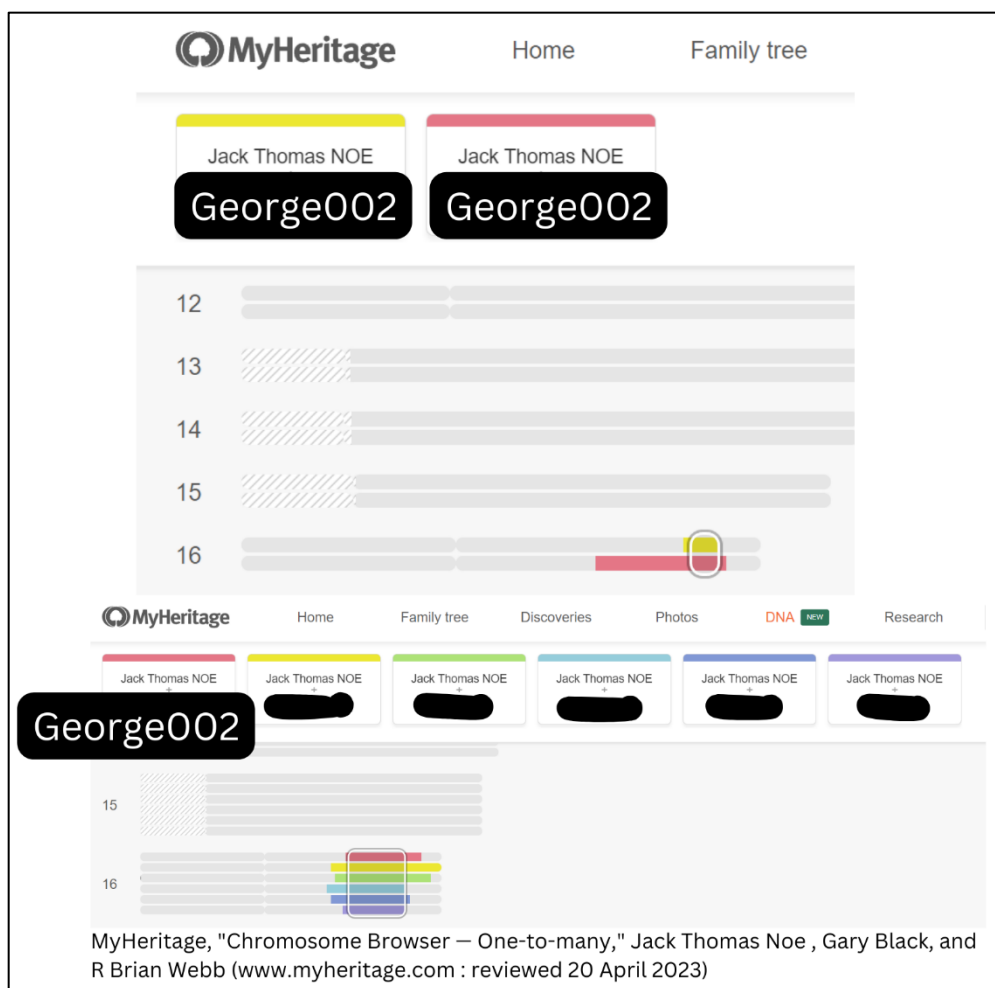 MyHeritage Home Family tree
Jack Thomas NOE Jack Thomas NOE
George002 George002
12
13
14
15
16
MyHeritage Home Family tree Discoveries Photos DNA NEW Research
Jack Thomas NOE Jack Thomas NOE Jack Thomas NOE Jack Thomas NOE Jack Thomas NOE Jack Thomas NOE
+ + + + + +
George002
15
16
MyHeritage, "Chromosome Browser — One-to-many," Jack Thomas Noe , Gary Black, and
R Brian Webb (www.myheritage.com : reviewed 20 April 2023)